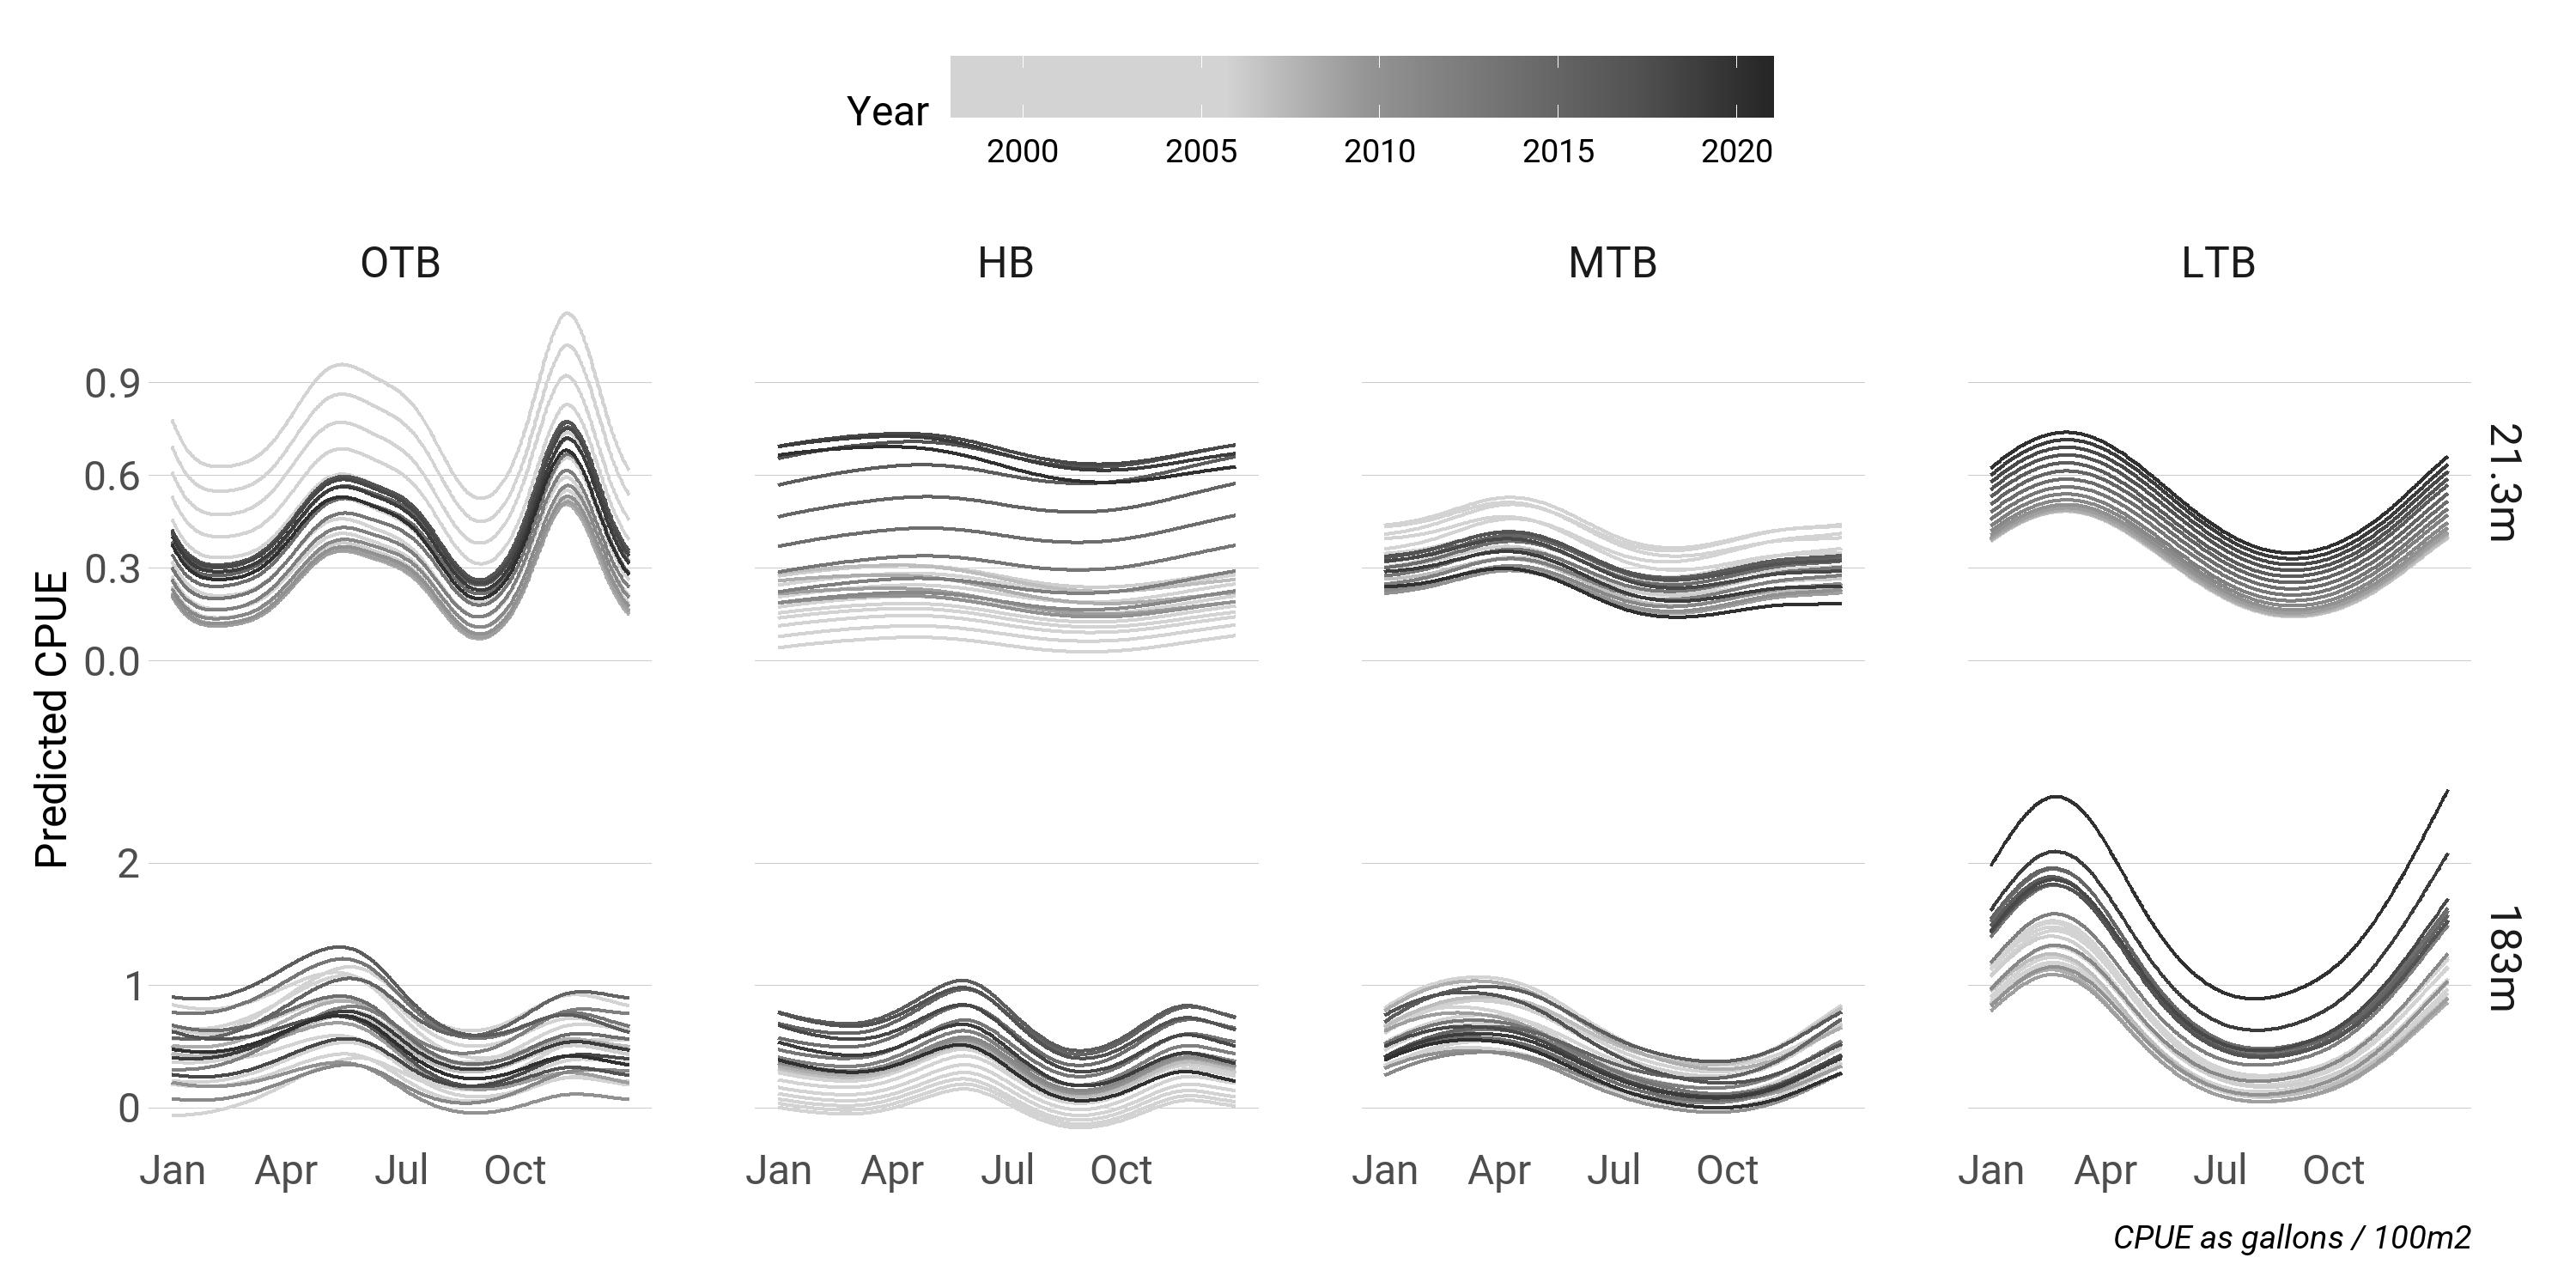 Year
2000 2005 2010 2015 2020
OTB HB MTB LTB
Predicted CPUE
0.9
0.6
0.3
0.0
21.3m
2
1
0
183m
Jan Apr Jul Oct Jan Apr Jul Oct Jan Apr Jul Oct Jan Apr Jul Oct
CPUE as gallons / 100m2